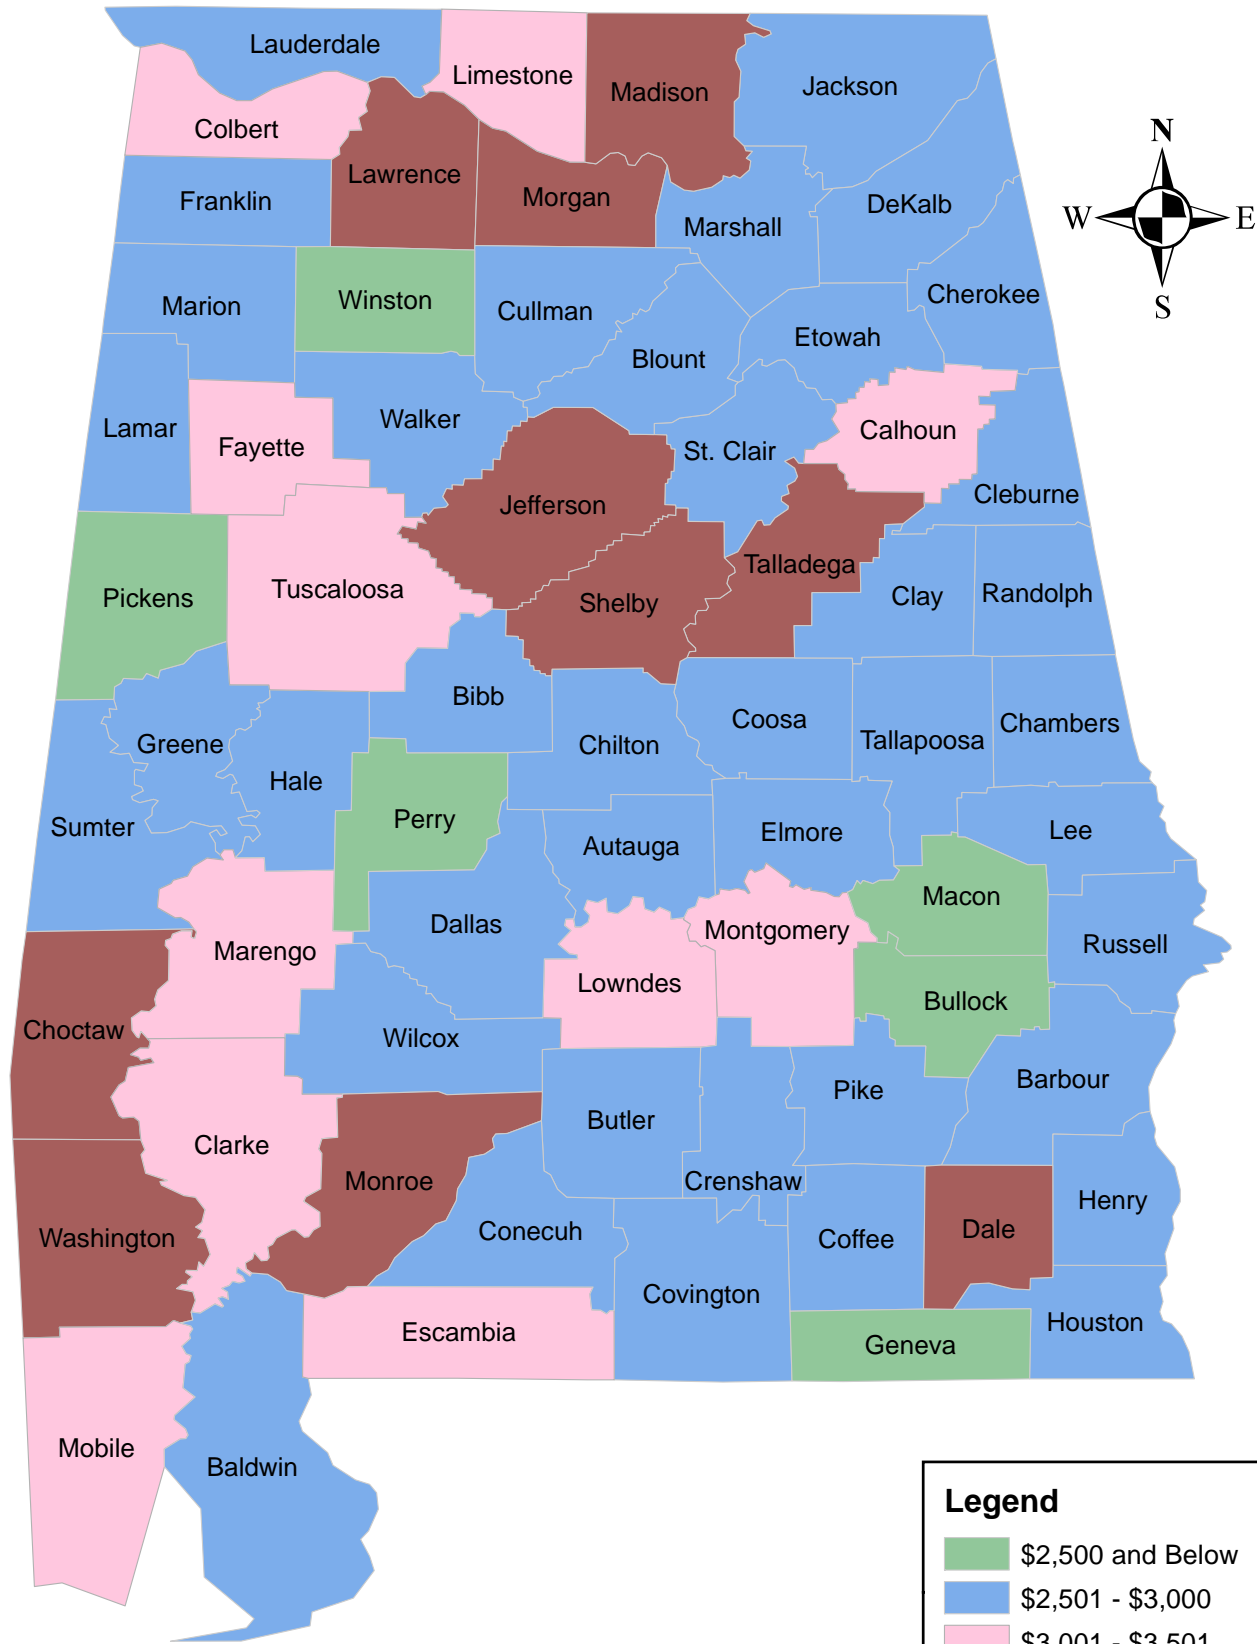 Lauderdale
Limestone
Madison
Jackson
Colbert
Lawrence
Morgan
Franklin
Marshall
DeKalb
N
W
E
S
Marion
Winston
Cullman
Cherokee
Blount
Etowah
Lamar
Fayette
Walker
St. Clair
Calhoun
Cleburne
Jefferson
Talladega
Pickens
Tuscaloosa
Shelby
Clay
Randolph
Bibb
Greene
Hale
Chilton
Coosa
Tallapoosa
Chambers
Sumter
Perry
Autauga
Elmore
Lee
Macon
Dallas
Marengo
Montgomery
Russell
Lowndes
Bullock
Choctaw
Wilcox
Barbour
Pike
Butler
Clarke
Monroe
Crenshaw
Henry
Washington
Conecuh
Coffee
Dale
Covington
Houston
Escambia
Geneva
Mobile
Baldwin
Legend
$2,500 and Below
$2,501 - $3,000
$3,001 - $3,501